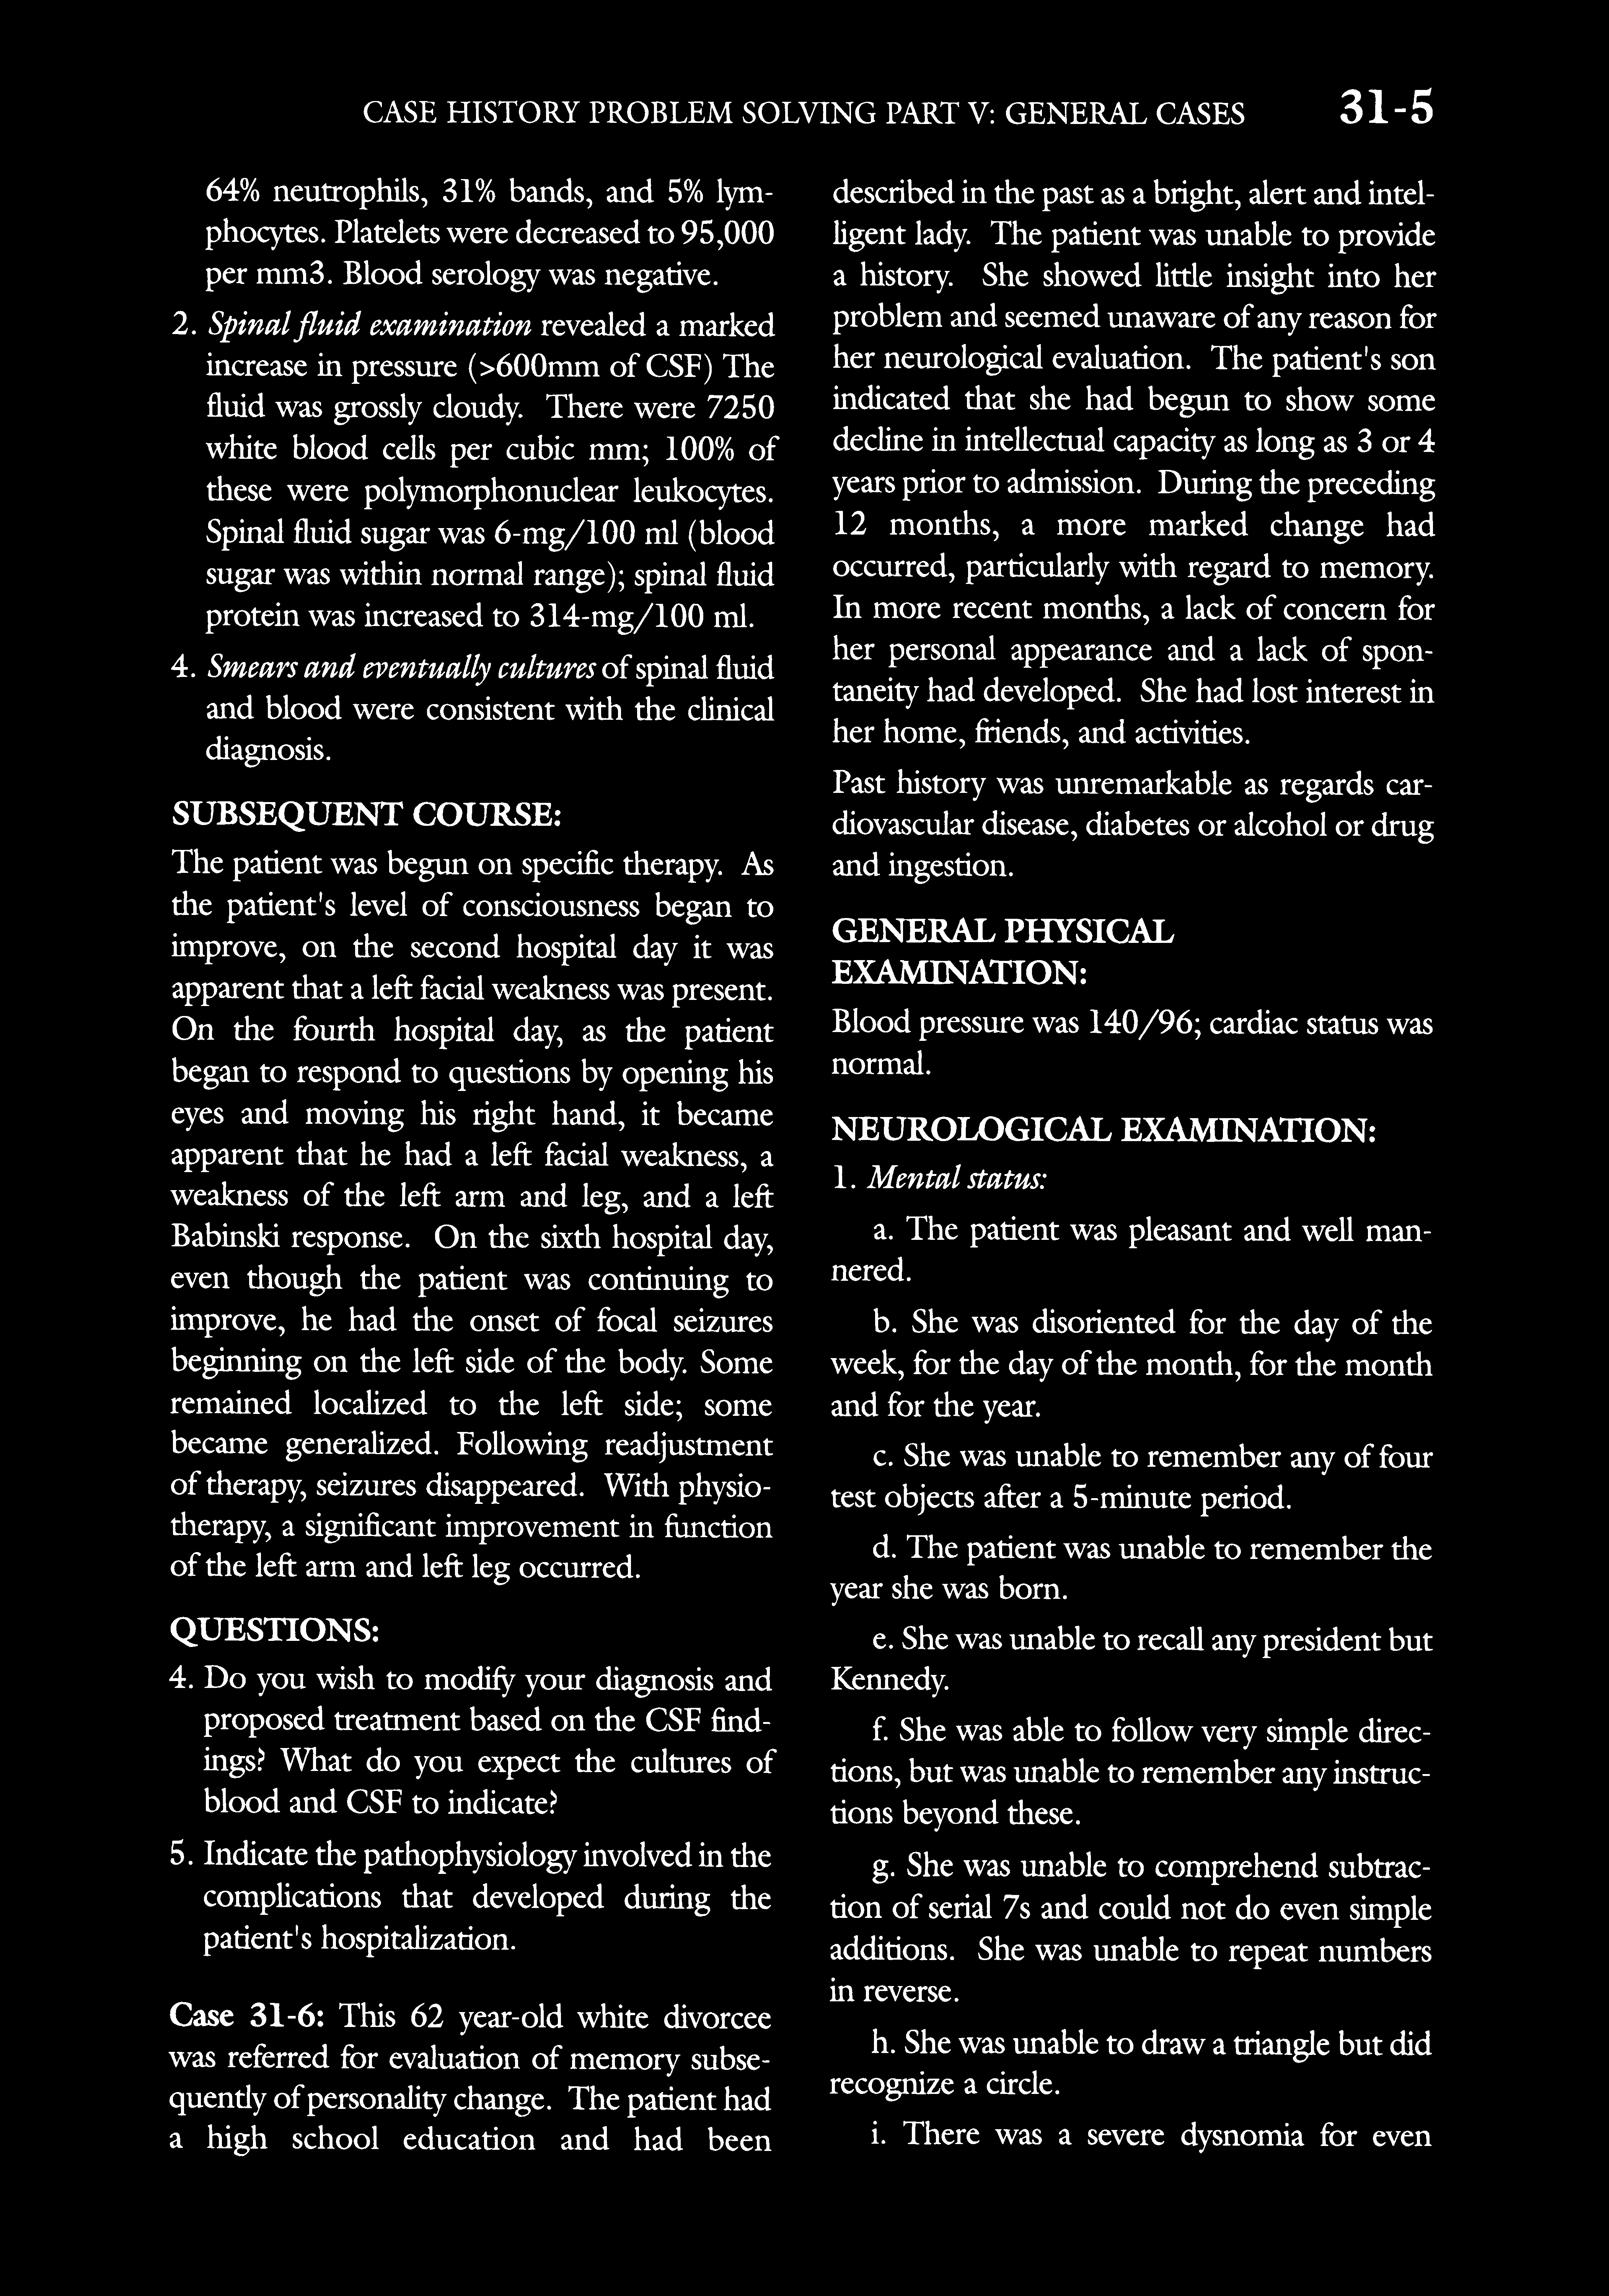 CASE HISTORY PROBLEM SOLVING PART V: GENERAL CASES 31-5
64% neutrophils, 31% bands, and 5% lym-
phocytes. Platelets were decreased to 95,000
per mm3. Blood serology was negative.
2. Spinal fluid examination revealed a marked
increase in pressure (>600mm of CSF) The
fluid was grossly cloudy. There were 7250
white blood cells per cubic mm; 100% of
these were polymorphonuclear leukocytes.
Spinal fluid sugar was 6-mg/100 ml (blood
sugar was within normal range); spinal fluid
protein was increased to 314-mg/100 ml.
4. Smears and eventually cultures of spinal fluid
and blood were consistent with the clinical
diagnosis.
SUBSEQUENT COURSE:
The patient was begun on specific therapy. As
the patient's level of consciousness began to
improve, on the second hospital day it was
apparent that a left facial weakness was present.
On the fourth hospital day, as the patient
began to respond to questions by opening his
eyes and moving his right hand, it became
apparent that he had a left facial weakness, a
weakness of the left arm and leg, and a left
Babinski response. On the sixth hospital day,
even though the patient was continuing to
improve, he had the onset of focal seizures
beginning on the left side of the body. Some
remained localized to the left side; some
became generalized. Following readjustment
of therapy, seizures disappeared. With physio-
therapy, a significant improvement in function
of the left arm and left leg occurred.
QUESTIONS:
4. Do you wish to modify your diagnosis and
proposed treatment based on the CSF find-
ings? What do you expect the cultures of
blood and CSF to indicate?
5. Indicate the pathophysiology involved in the
complications that developed during the
patient's hospitalization.
Case 31-6: This 62 year-old white divorcee
was referred for evaluation of memory subse-
quently of personality change. The patient had
a high school education and had been
described in the past as a bright, alert and intel-
ligent lady. The patient was unable to provide
a history. She showed little insight into her
problem and seemed unaware of any reason for
her neurological evaluation. The patient's son
indicated that she had begun to show some
decline in intellectual capacity as long as 3 or 4
years prior to admission. During the preceding
12 months, a more marked change had
occurred, particularly with regard to memory.
In more recent months, a lack of concern for
her personal appearance and a lack of spon-
taneity had developed. She had lost interest in
her home, friends, and activities.
Past history was unremarkable as regards car-
diovascular disease, diabetes or alcohol or drug
and ingestion.
GENERAL PHYSICAL
EXAMINATION:
Blood pressure was 140/96; cardiac status was
normal.
NEUROLOGICAL EXAMINATION:
1. Mental status:
a. The patient was pleasant and well man-
nered.
b. She was disoriented for the day of the
week, for the day of the month, for the month
and for the year.
c. She was unable to remember any of four
test objects after a 5-minute period.
d. The patient was unable to remember the
year she was born.
e. She was unable to recall any president but
Kennedy.
f. She was able to follow very simple direc-
tions, but was unable to remember any instruc-
tions beyond these.
g. She was unable to comprehend subtrac-
tion of serial 7s and could not do even simple
additions. She was unable to repeat numbers
in reverse.
h. She was unable to draw a triangle but did
recognize a circle.
i. There was a severe dysnomia for even